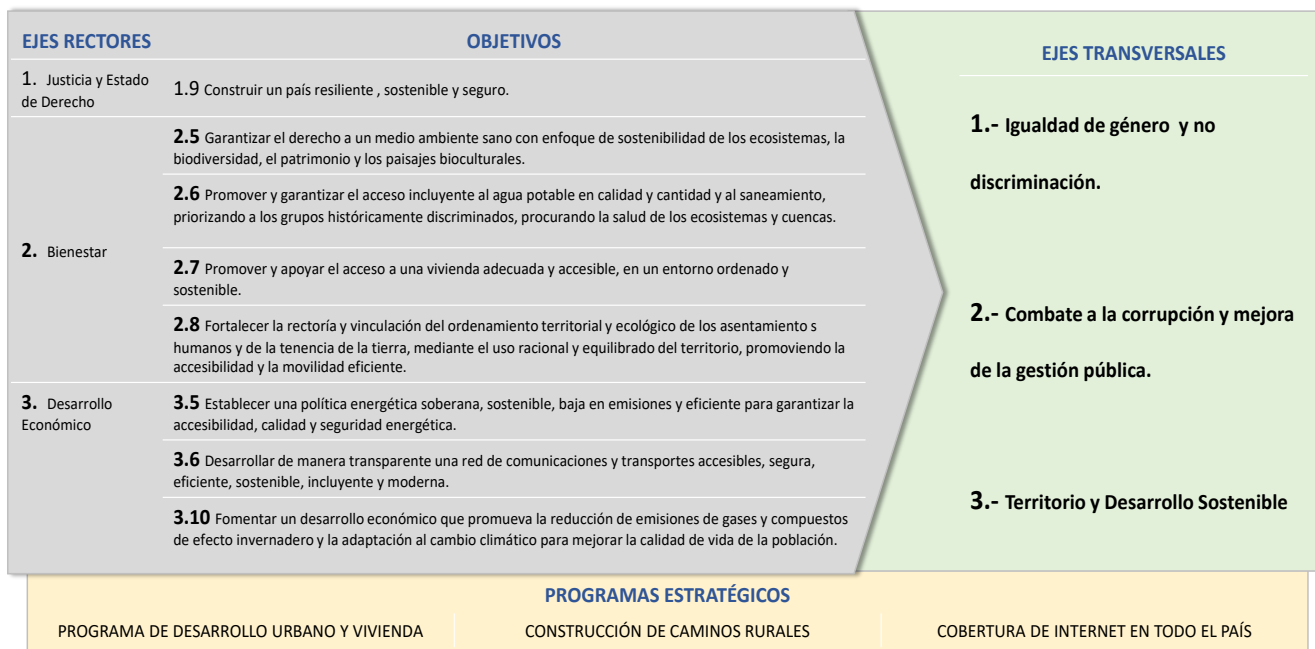 EJES RECTORES
OBJETIVOS
1. Justicia y Estado
de Derecho
1.9 Construir un país resiliente , sostenible y seguro.
2. Bienestar
2.5 Garantizar el derecho a un medio ambiente sano con enfoque de sostenibilidad de los ecosistemas, la
biodiversidad, el patrimonio y los paisajes bioculturales.
2.6 Promover y garantizar el acceso incluyente al agua potable en calidad y cantidad y al saneamiento,
priorizando a los grupos históricamente discriminados, procurando la salud de los ecosistemas y cuencas.
2.7 Promover y apoyar el acceso a una vivienda adecuada y accesible, en un entorno ordenado y
sostenible.
2.8 Fortalecer la rectoría y vinculación del ordenamiento territorial y ecológico de los asentamiento s
humanos y de la tenencia de la tierra, mediante el uso racional y equilibrado del territorio, promoviendo la
accesibilidad y la movilidad eficiente.
3. Desarrollo
Económico
3.5 Establecer una política energética soberana, sostenible, baja en emisiones y eficiente para garantizar la
accesibilidad, calidad y seguridad energética.
3.6 Desarrollar de manera transparente una red de comunicaciones y transportes accesibles, segura,
eficiente, sostenible, incluyente y moderna.
3.10 Fomentar un desarrollo económico que promueva la reducción de emisiones de gases y compuestos
de efecto invernadero y la adaptación al cambio climático para mejorar la calidad de vida de la población.
EJES TRANSVERSALES
1.- Igualdad de género y no
discriminación.
2.- Combate a la corrupción y mejora
de la gestión pública.
3.- Territorio y Desarrollo Sostenible
PROGRAMAS ESTRATÉGICOS
PROGRAMA DE DESARROLLO URBANO Y VIVIENDA
CONSTRUCCIÓN DE CAMINOS RURALES
COBERTURA DE INTERNET EN TODO EL PAÍS